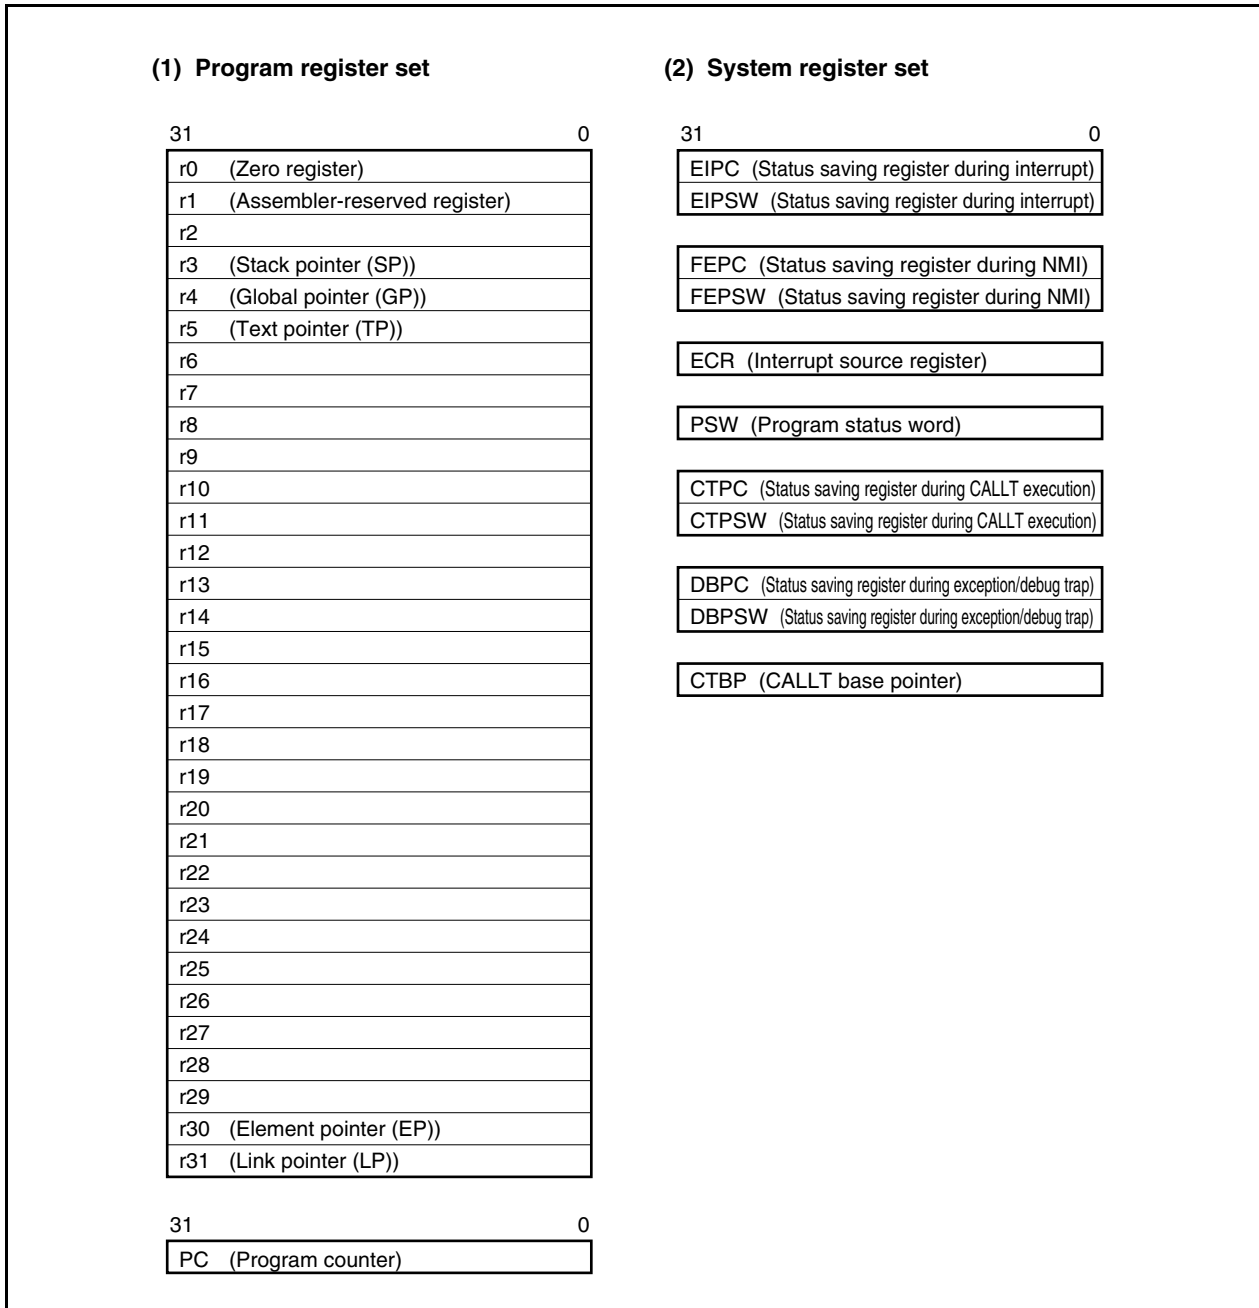 (1) Program register set
31 0
r0 (Zero register)
r1 (Assembler-reserved register)
r2
r3 (Stack pointer (SP))
r4 (Global pointer (GP))
r5 (Text pointer (TP))
r6
r7
r8
r9
r10
r11
r12
r13
r14
r15
r16
r17
r18
r19
r20
r21
r22
r23
r24
r25
r26
r27
r28
r29
r30 (Element pointer (EP))
r31 (Link pointer (LP))
31 0
PC (Program counter)
(2) System register set
31 0
EIPC (Status saving register during interrupt)
EIPSW (Status saving register during interrupt)
FEPC (Status saving register during NMI)
FEPSW (Status saving register during NMI)
ECR (Interrupt source register)
PSW (Program status word)
CTPC (Status saving register during CALLT execution)
CTPSW (Status saving register during CALLT execution)
DBPC (Status saving register during exception/debug trap)
DBPSW (Status saving register during exception/debug trap)
CTBP (CALLT base pointer)